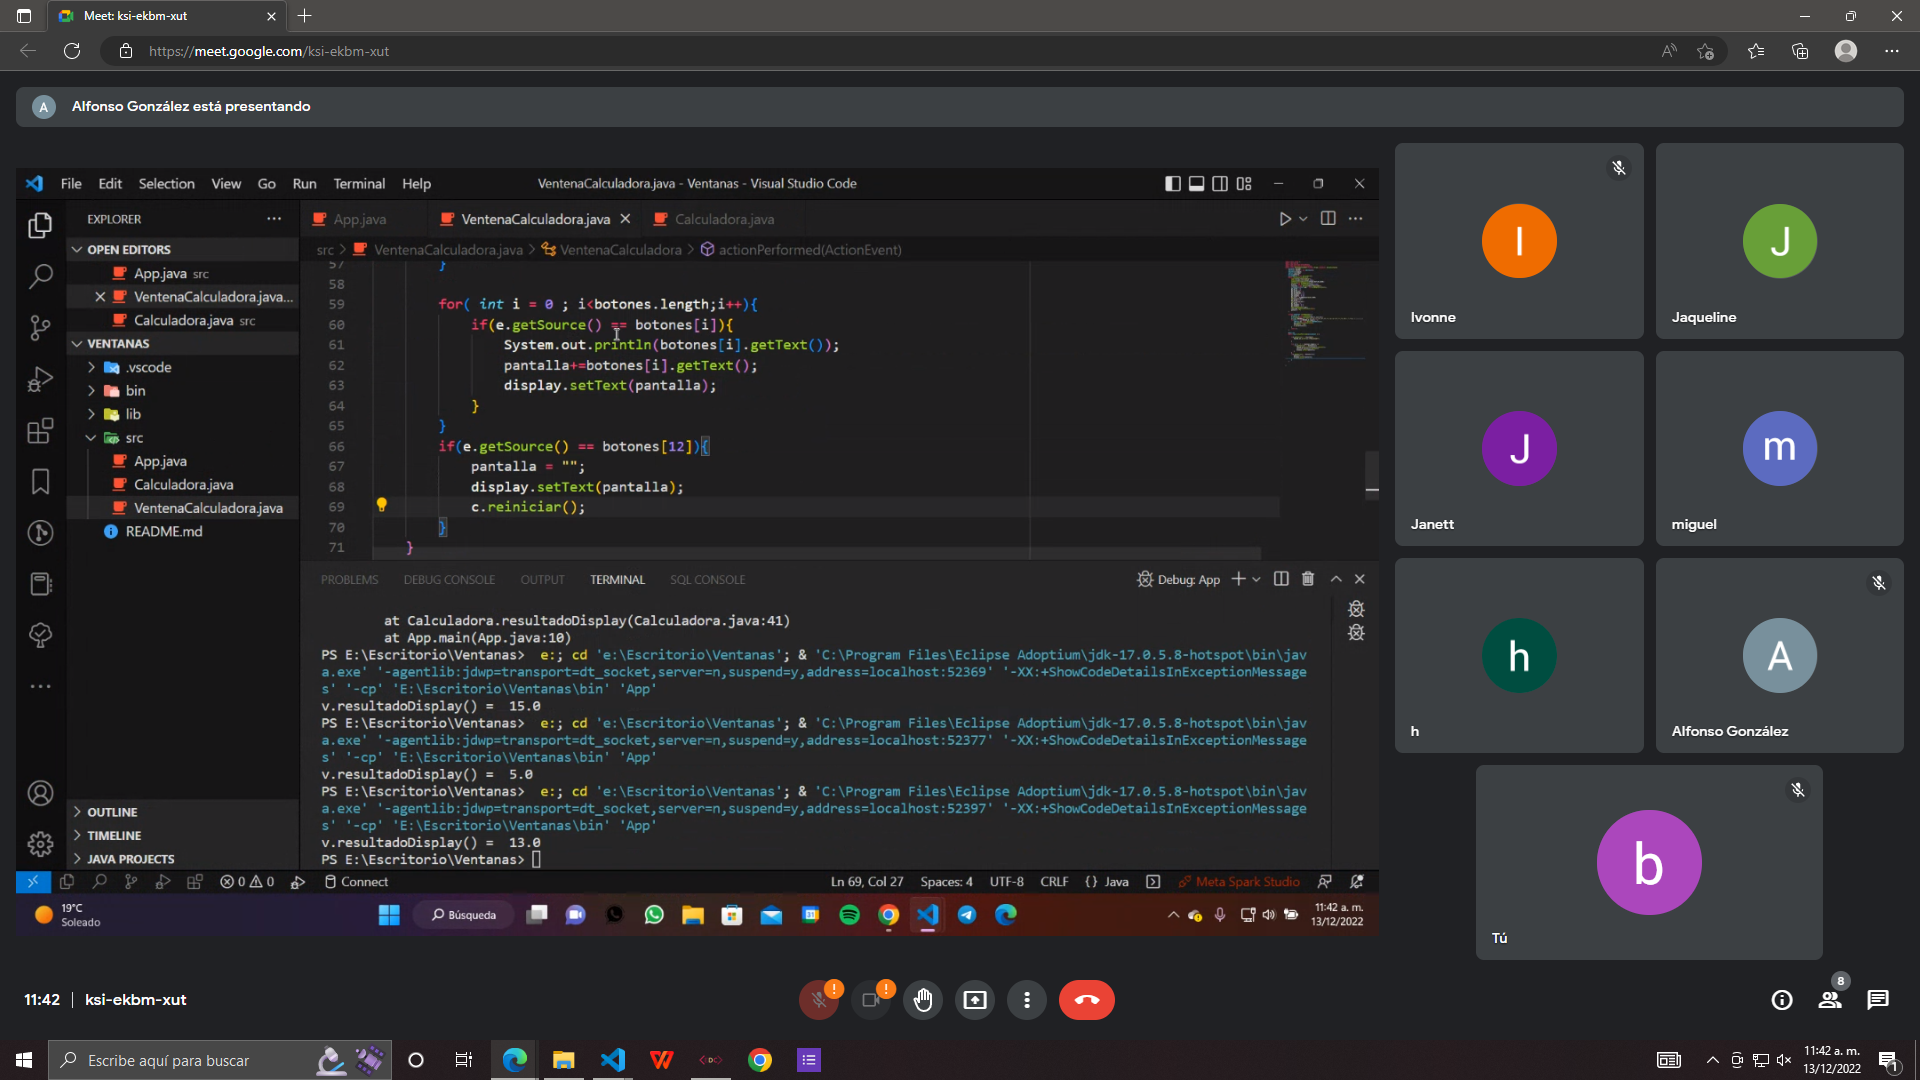 Meet: ksi-ekbm-xut
https://meet.google.com/ksi-ekbm-xut
A
Alfonso González está presentando
File Edit Selection View Go Run Terminal Help
VentenaCalculadora.java - Ventanas - Visual Studio Code
EXPLORER
App.java
VentenaCalculadora.java
Calculadora.java
src > VentenaCalculadora.java > VentenaCalculadora > actionPerformed(ActionEvent)
OPEN EDITORS
App.java src
VentenaCalculadora.java...
Calculadora.java src
VENTANAS
.vscode
bin
lib
src
App.java
Calculadora.java
VentenaCalculadora.java
README.md
OUTLINE
TIMELINE
JAVA PROJECTS
57 }
58
59 for( int i = 0 ; i<botones.length;i++){
60 if(e.getSource() == botones[i]){
61 System.out.println(botones[i].getText());
62 pantalla+=botones[i].getText();
63 display.setText(pantalla);
64 }
65 }
66 if(e.getSource() == botones[12]){
67 pantalla = "";
68 display.setText(pantalla);
69 c.reiniciar();
70 }
71 }
PROBLEMS DEBUG CONSOLE OUTPUT TERMINAL SQL CONSOLE
Debug: App
at Calculadora.resultadoDisplay(Calculadora.java:41)
at App.main(App.java:10)
PS E:\Escritorio\Ventanas> e:; cd 'e:\Escritorio\Ventanas'; & 'C:\Program Files\Eclipse Adoptium\jdk-17.0.5.8-hotspot\bin\jav
a.exe' '-agentlib:jdwp=transport=dt_socket,server=n,suspend=y,address=localhost:52369' '-XX:+ShowCodeDetailsInExceptionMessage
s' '-cp' 'E:\Escritorio\Ventanas\bin' 'App'
v.resultadoDisplay() = 15.0
PS E:\Escritorio\Ventanas> e:; cd 'e:\Escritorio\Ventanas'; & 'C:\Program Files\Eclipse Adoptium\jdk-17.0.5.8-hotspot\bin\jav
a.exe' '-agentlib:jdwp=transport=dt_socket,server=n,suspend=y,address=localhost:52377' '-XX:+ShowCodeDetailsInExceptionMessage
s' '-cp' 'E:\Escritorio\Ventanas\bin' 'App'
v.resultadoDisplay() = 5.0
PS E:\Escritorio\Ventanas> e:; cd 'e:\Escritorio\Ventanas'; & 'C:\Program Files\Eclipse Adoptium\jdk-17.0.5.8-hotspot\bin\jav
a.exe' '-agentlib:jdwp=transport=dt_socket,server=n,suspend=y,address=localhost:52397' '-XX:+ShowCodeDetailsInExceptionMessage
s' '-cp' 'E:\Escritorio\Ventanas\bin' 'App'
v.resultadoDisplay() = 13.0
PS E:\Escritorio\Ventanas>
0 0 Connect
Ln 69, Col 27 Spaces: 4 UTF-8 CRLF {} Java Meta Spark Studio
19°C
Soleado
Búsqueda
11:42 a. m.
13/12/2022
I
Ivonne
J
Jaqueline
J
Janett
m
miguel
h
h
A
Alfonso González
b
Tú
11:42 | ksi-ekbm-xut
8
Escribe aquí para buscar
11:42 a. m.
13/12/2022
1